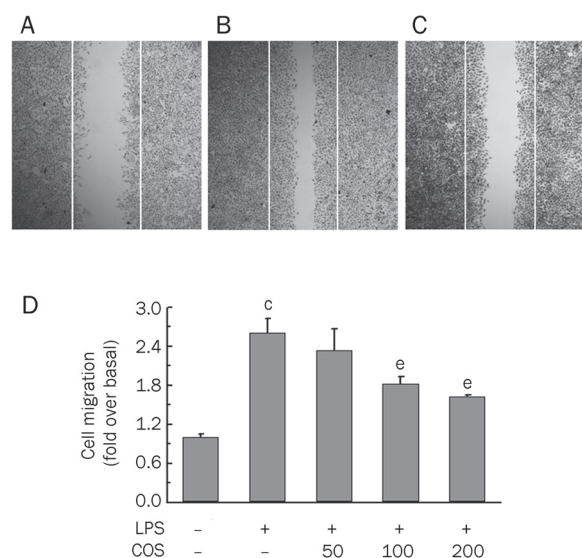 A B C
D
Cell migration
(fold over basal)
3.0
2.4
1.8
1.2
0.6
0.0
c
e
e
LPS – + + + +
COS – – 50 100 200